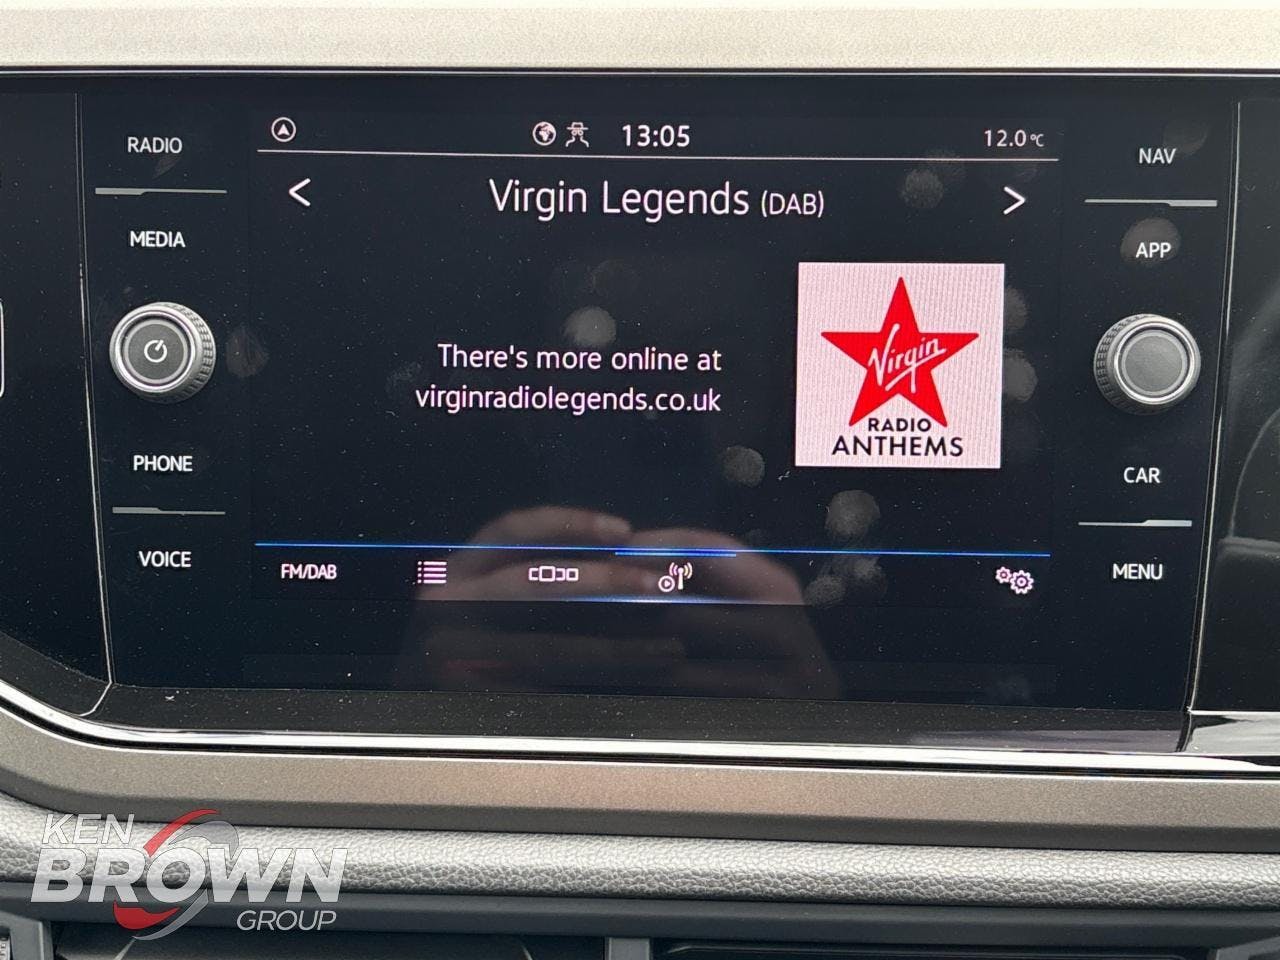 RADIO
MEDIA
PHONE
VOICE
13:05
12.0°C
< Virgin Legends (DAB) >
There's more online at
virginradiolegends.co.uk
Virgin
RADIO
ANTHEMS
FM/DAB
NAV
APP
CAR
MENU
KEN
BROWN
GROUP